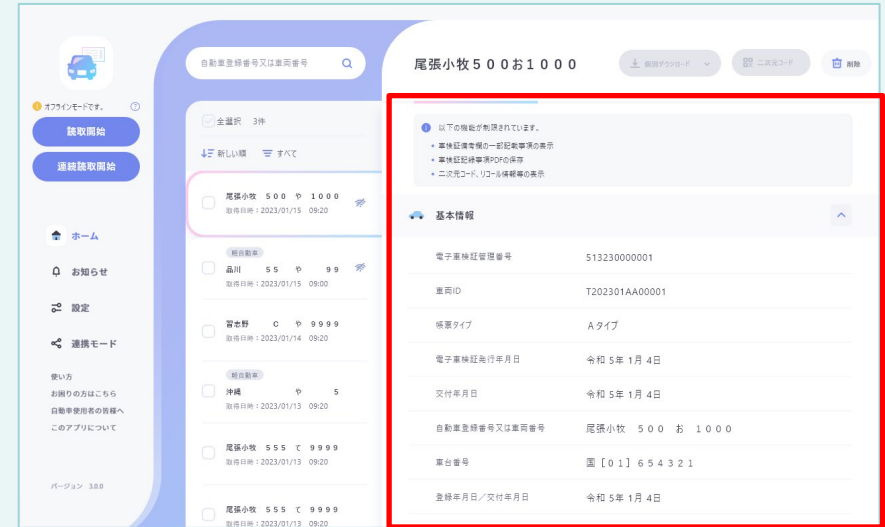 オフラインモードです。
読取開始
連続読取開始
ホーム
お知らせ
設定
連携モード
使い方
お困りの方はこちら
自動車使用者の皆様へ
このアプリについて
バージョン 3.0.0
自動車登録番号又は車両番号
全選択 3件
新しい順 すべて
尾張小牧 500 や 1000
取得日時：2023/01/15 09:20
軽自動車
品川 55 や 99
取得日時：2023/01/15 09:00
習志野 C や 9999
取得日時：2023/01/14 09:20
軽自動車
沖縄 や 5
取得日時：2023/01/13 09:20
尾張小牧 555 て 9999
取得日時：2023/01/13 09:20
尾張小牧 555 て 9999
取得日時：2023/01/13 09:20
尾張小牧５００お１０００
個別ダウンロード
二次元コード
削除
以下の機能が制限されています。
• 車検証備考欄の一部記載事項の表示
• 車検証記録事項PDFの保存
• 二次元コード、リコール情報等の表示
基本情報
電子車検証管理番号 513230000001
車両ID T202301AA00001
帳票タイプ Aタイプ
電子車検証発行年月日 令和 5年 1月 4日
交付年月日 令和 5年 1月 4日
自動車登録番号又は車両番号 尾張小牧 500 お 1000
車台番号 国［01］654321
登録年月日／交付年月日 令和 5年 1月 4日